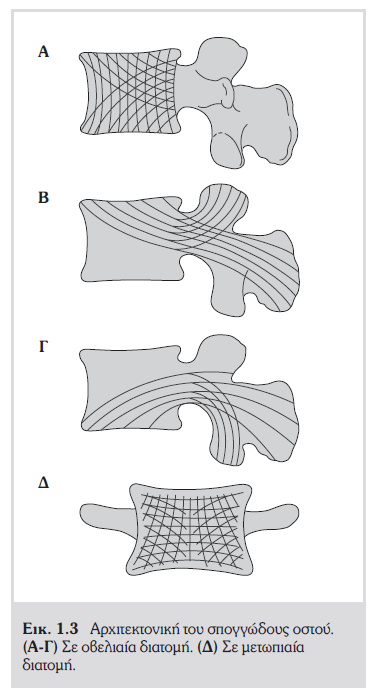 Α
Β
Γ
Δ
Εικ. 1.3 Αρχιτεκτονική του σπογγώδους οστού.
(Α-Γ) Σε οβελιαία διατομή. (Δ) Σε μετωπιαία
διατομή.